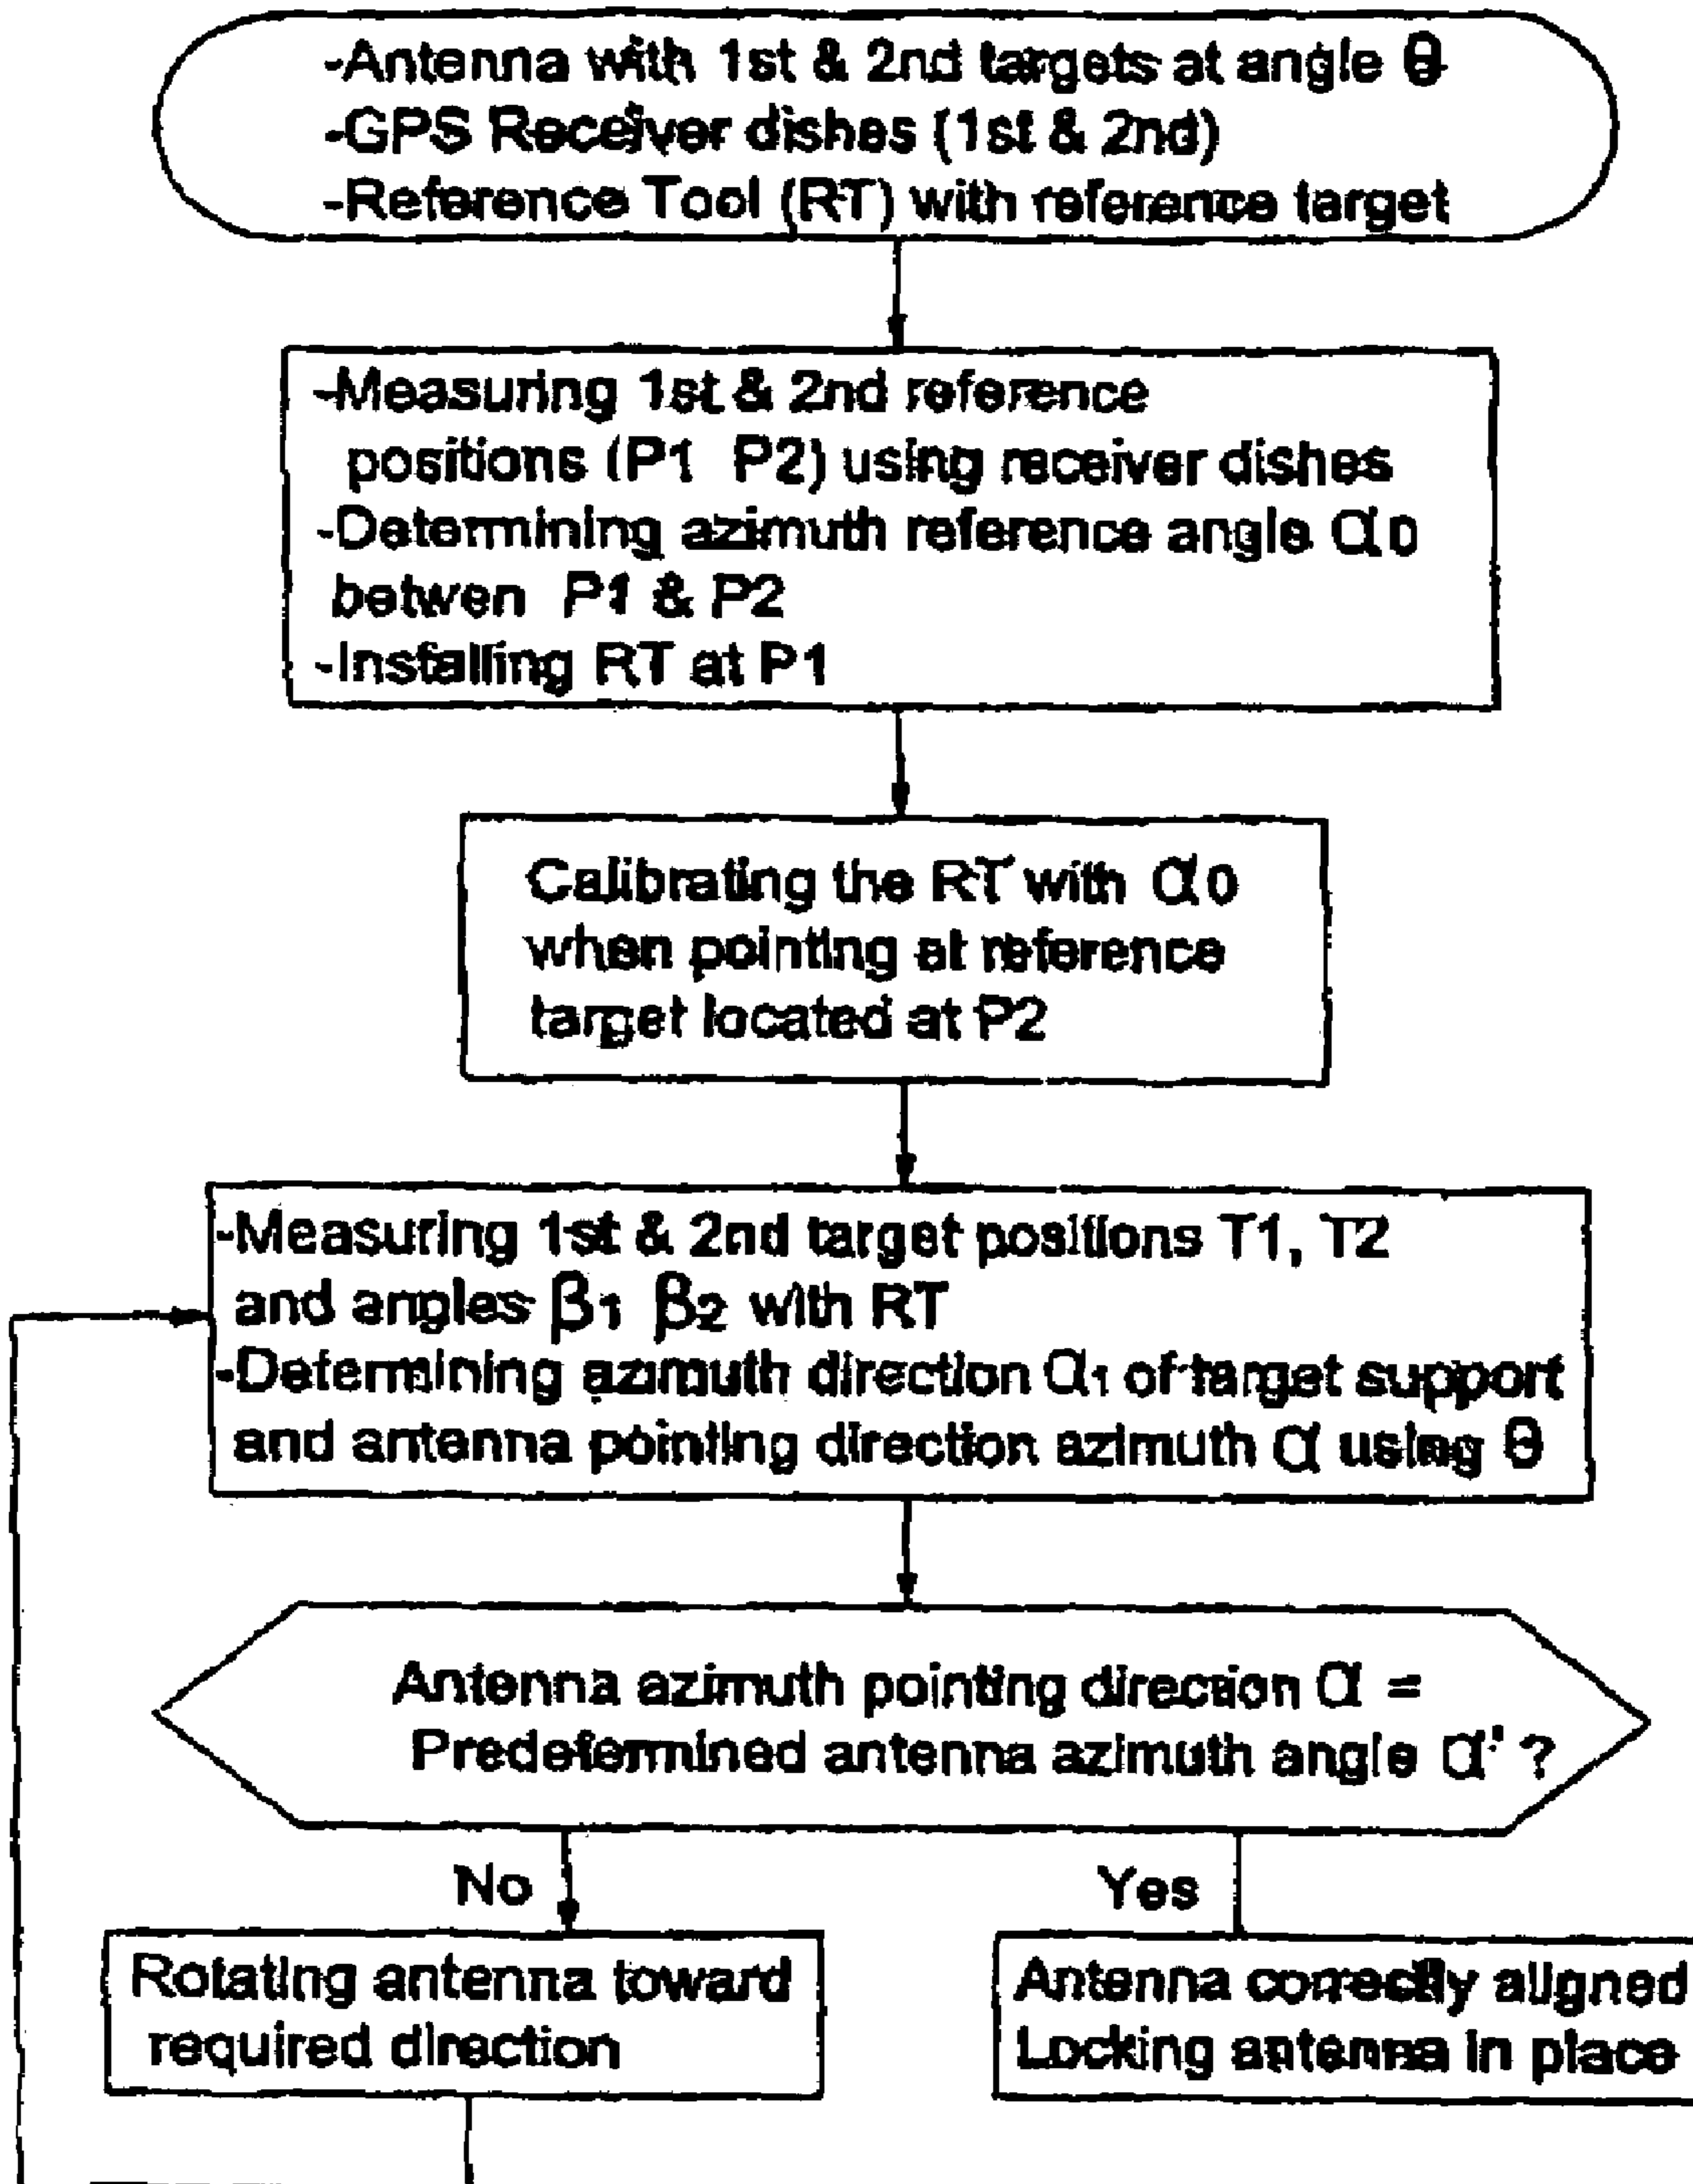 -Antenna with 1st & 2nd targets at angle θ
-GPS Receiver dishes (1st & 2nd)
-Reference Tool (RT) with reference target
-Measuring 1st & 2nd reference
positions (P1 P2) using receiver dishes
-Determining azimuth reference angle α0
betwen P1 & P2
-Installing RT at P1
Calibrating the RT with α0
when pointing at reference
target located at P2
-Measuring 1st & 2nd target positions T1, T2
and angles β1 β2 with RT
-Determining azimuth direction α1 of target support
and antenna pointing direction azimuth α using θ
Antenna azimuth pointing direction α =
Predetermined antenna azimuth angle α' ?
No
Yes
Rotating antenna toward
required direction
Antenna correctly aligned
Locking antenna in place